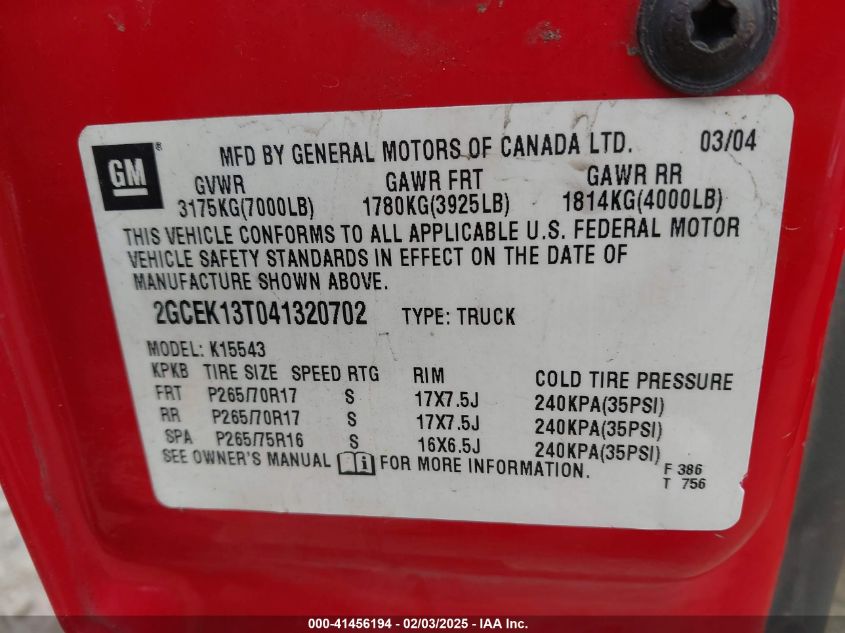 GM ® MFD BY GENERAL MOTORS OF CANADA LTD. 03/04
GVWR GAWR FRT GAWR RR
3175KG(7000LB) 1780KG(3925LB) 1814KG(4000LB)
THIS VEHICLE CONFORMS TO ALL APPLICABLE U.S. FEDERAL MOTOR
VEHICLE SAFETY STANDARDS IN EFFECT ON THE DATE OF
MANUFACTURE SHOWN ABOVE.
2GCEK13T041320702 TYPE: TRUCK
MODEL: K15543
KPKB TIRE SIZE SPEED RTG RIM COLD TIRE PRESSURE
FRT P265/70R17 S 17X7.5J 240KPA(35PSI)
RR P265/70R17 S 17X7.5J 240KPA(35PSI)
SPA P265/75R16 S 16X6.5J 240KPA(35PSI)
SEE OWNER'S MANUAL i FOR MORE INFORMATION. F 386
T 756
000-41456194 - 02/03/2025 - IAA Inc.